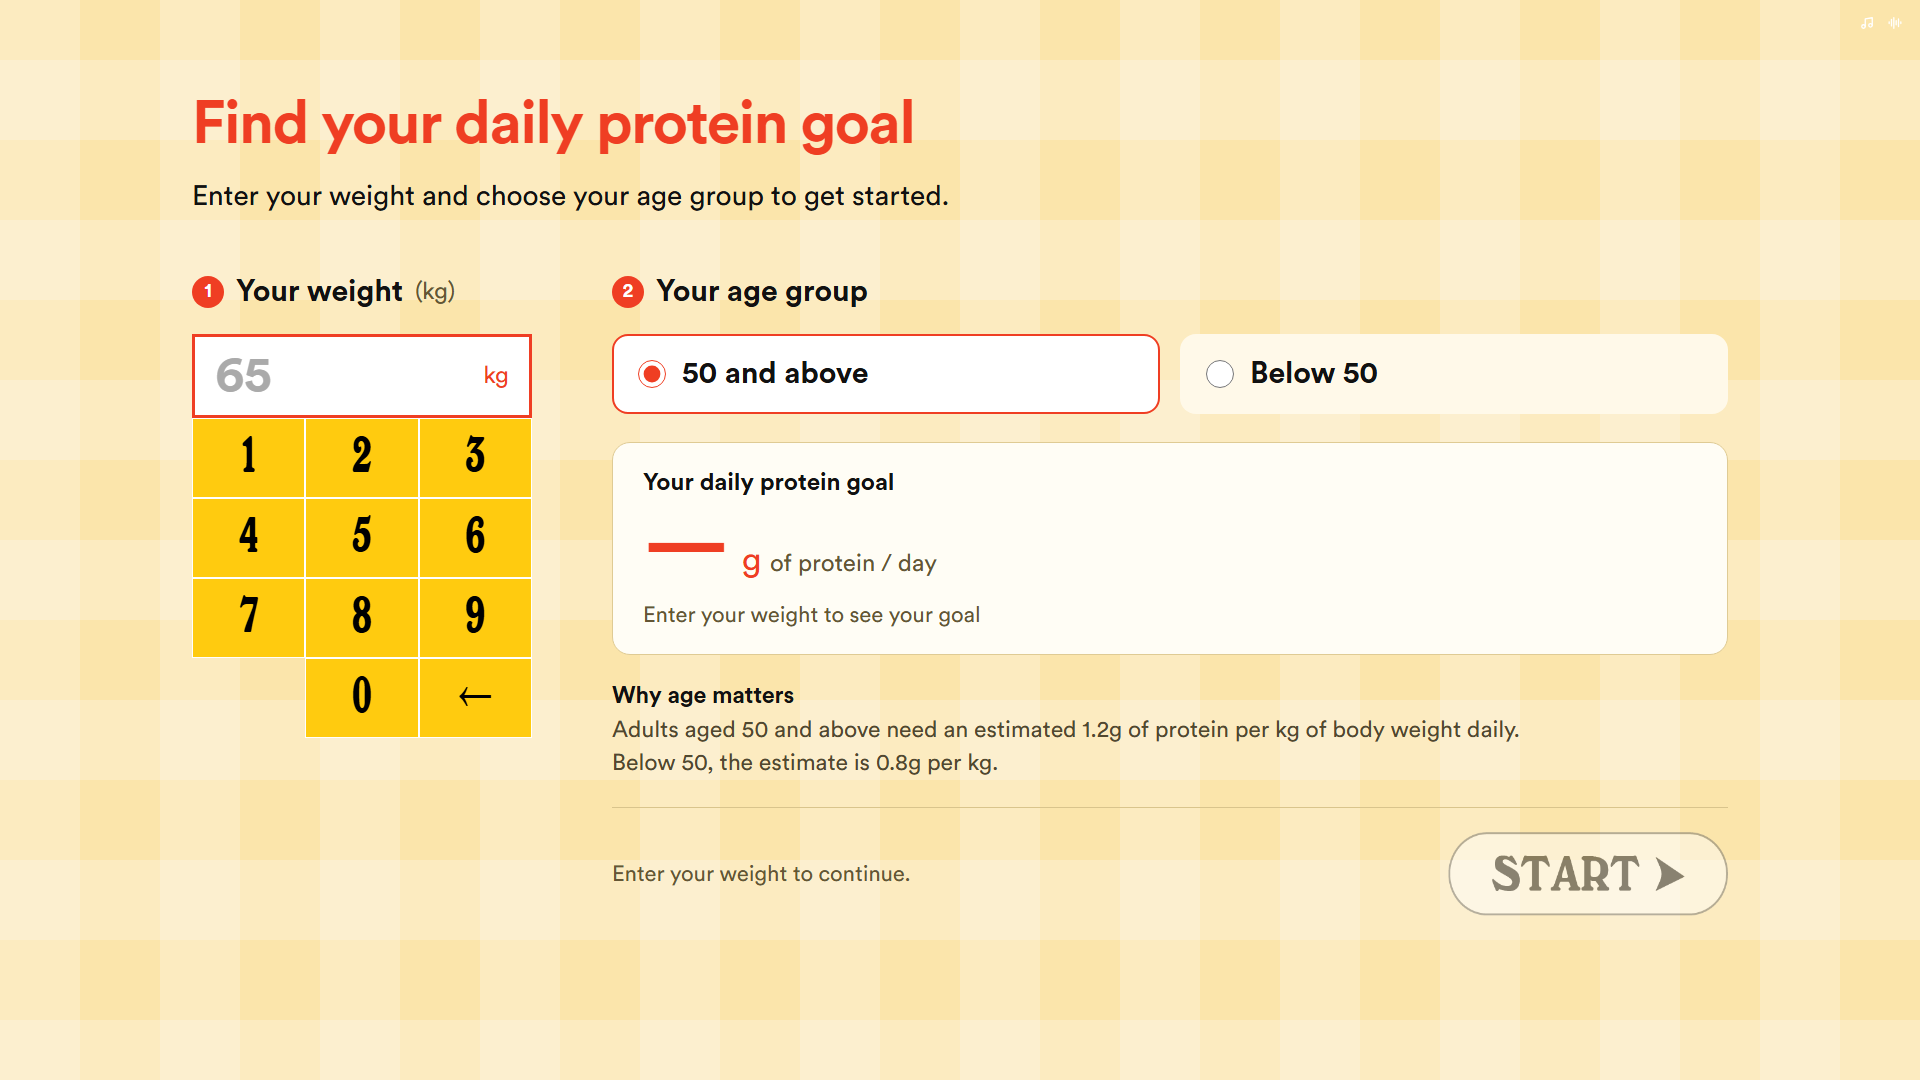 Find your daily protein goal
Enter your weight and choose your age group to get started.
1 Your weight (kg)
65 kg
1 2 3
4 5 6
7 8 9
0 ←
2 Your age group
50 and above
Below 50
Your daily protein goal
— g of protein / day
Enter your weight to see your goal
Why age matters
Adults aged 50 and above need an estimated 1.2g of protein per kg of body weight daily.
Below 50, the estimate is 0.8g per kg.
Enter your weight to continue.
START ➤